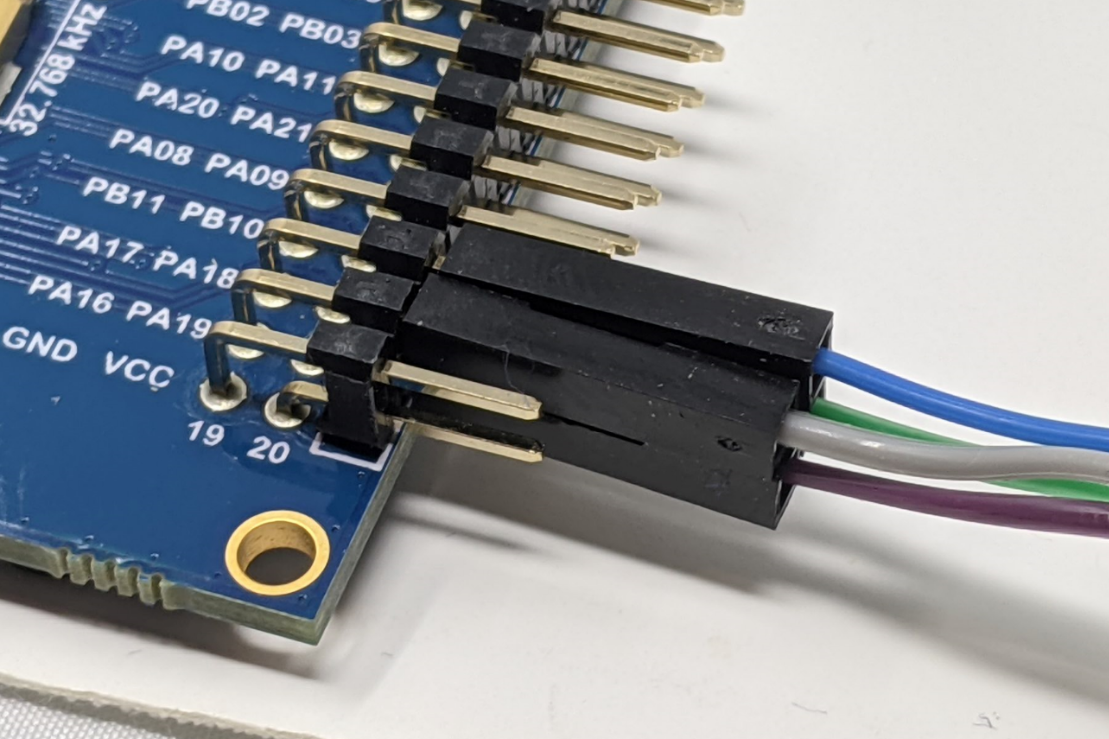 32.768 kHz
PB02 PB03
PA10 PA11
PA20 PA21
PA08 PA09
PB11 PB10
PA17 PA18
PA16 PA19
GND VCC
19 20